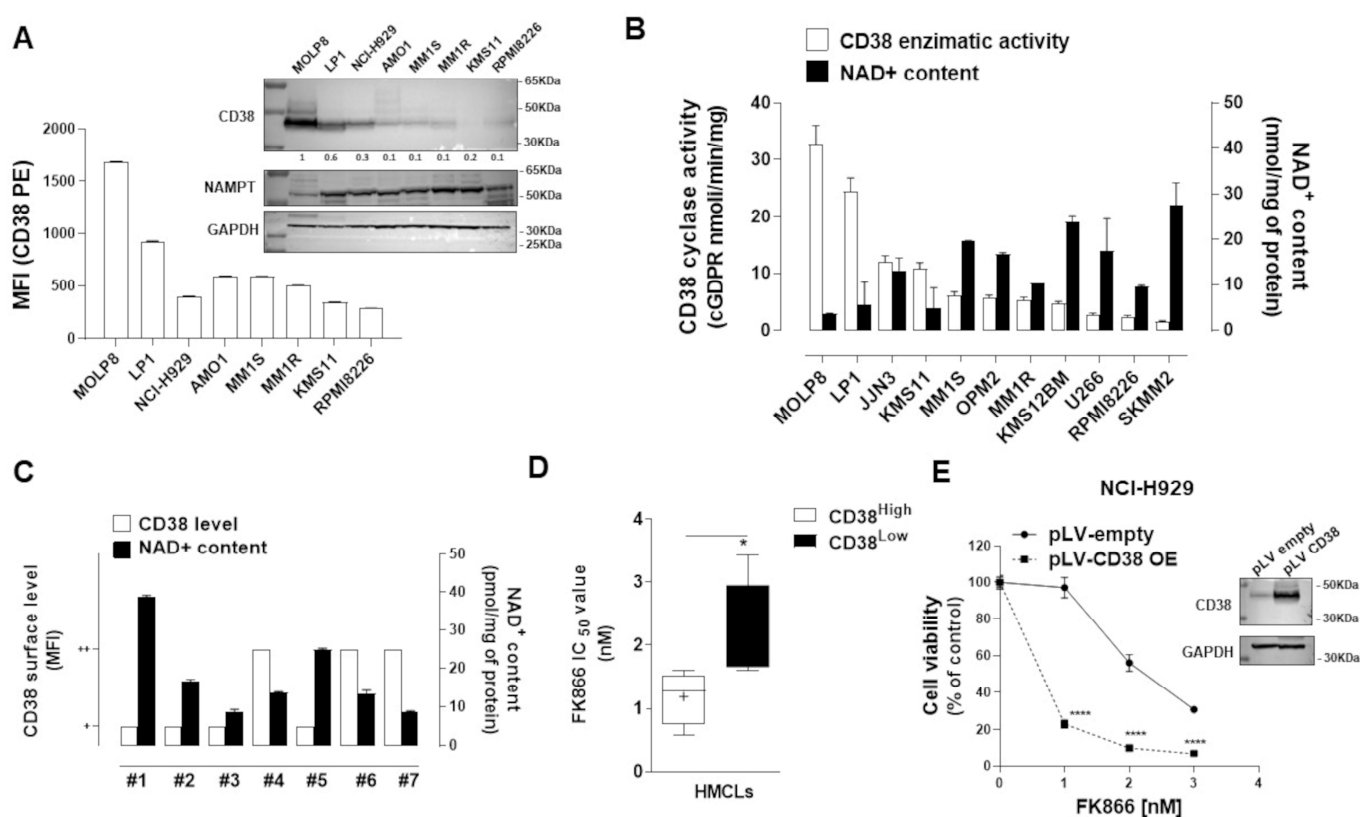 A
MOLP8
LP1
NCI-H929
AMO1
MM1S
MM1R
KMS11
RPMI8226
CD38
65KDa
50KDa
30KDa
1 0.6 0.3 0.1 0.1 0.1 0.2 0.1
NAMPT
65KDa
50KDa
GAPDH
30KDa
25KDa
MFI (CD38 PE)
2000
1500
1000
500
0
MOLP8
LP1
NCI-H929
AMO1
MM1S
MM1R
KMS11
RPMI8226
B
CD38 enzimatic activity
NAD+ content
CD38 cyclase activity
(cGDPR nmoli/min/mg)
40
30
20
10
0
50
40
30
20
10
0
NAD+ content
(nmol/mg of protein)
MOLP8
LP1
JJN3
KMS11
MM1S
OPM2
MM1R
KMS12BM
U266
RPMI8226
SKMM2
C
CD38 level
NAD+ content
CD38 surface level
(MFI)
++
+
50
40
30
20
10
0
NAD+ content
(pmol/mg of protein)
#1 #2 #3 #4 #5 #6 #7
D
CD38High
CD38Low
FK866 IC 50 value
(nM)
4
3
2
1
0
*
+
HMCLs
E
NCI-H929
pLV-empty
pLV-CD38 OE
Cell viability
(% of control)
120
100
80
60
40
20
0
****
****
****
0 1 2 3 4
FK866 [nM]
pLV empty
pLV CD38
CD38
50KDa
30KDa
GAPDH
30KDa